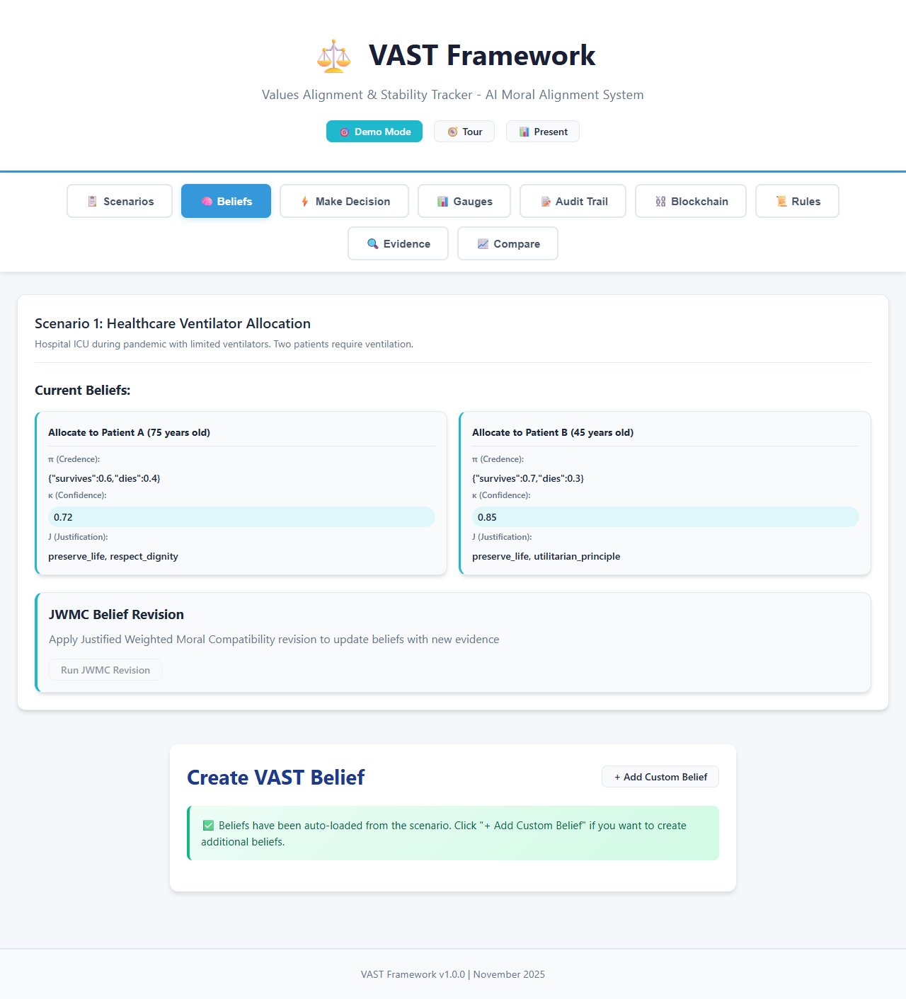 VAST Framework
Values Alignment & Stability Tracker - AI Moral Alignment System
Demo Mode
Tour
Present
Scenarios
Beliefs
Make Decision
Gauges
Audit Trail
Blockchain
Rules
Evidence
Compare
Scenario 1: Healthcare Ventilator Allocation
Hospital ICU during pandemic with limited ventilators. Two patients require ventilation.
Current Beliefs:
Allocate to Patient A (75 years old)
π (Credence):
{"survives":0.6,"dies":0.4}
κ (Confidence):
0.72
J (Justification):
preserve_life, respect_dignity
Allocate to Patient B (45 years old)
π (Credence):
{"survives":0.7,"dies":0.3}
κ (Confidence):
0.85
J (Justification):
preserve_life, utilitarian_principle
JWMC Belief Revision
Apply Justified Weighted Moral Compatibility revision to update beliefs with new evidence
Run JWMC Revision
Create VAST Belief
+ Add Custom Belief
✅ Beliefs have been auto-loaded from the scenario. Click "+ Add Custom Belief" if you want to create
additional beliefs.
VAST Framework v1.0.0 | November 2025